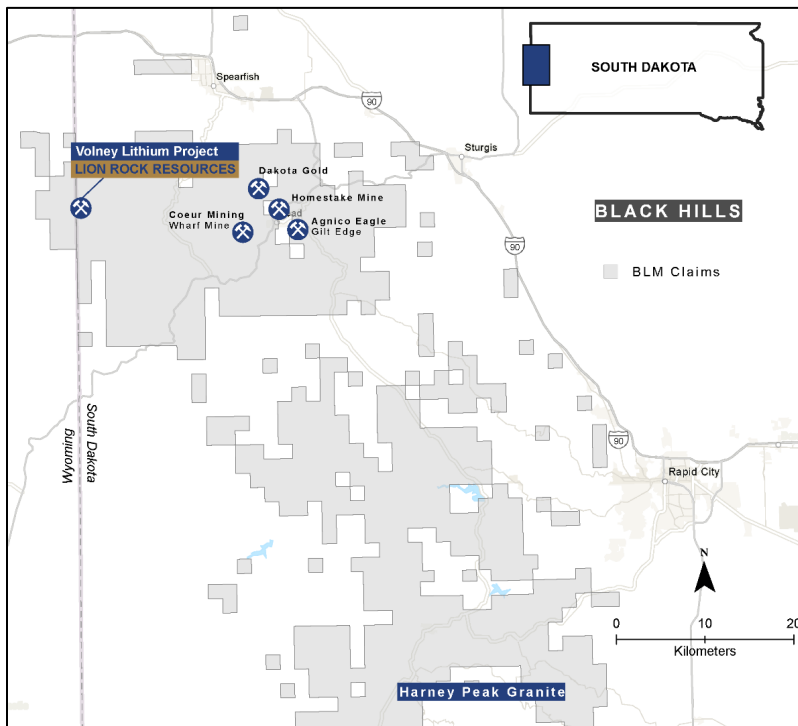 SOUTH DAKOTA
Spearfish
90
Sturgis
Volney Lithium Project
LION ROCK RESOURCES
Dakota Gold
Homestake Mine
Coeur Mining
Wharf Mine
Agnico Eagle
Gilt Edge
BLACK HILLS
90
BLM Claims
South Dakota
Wyoming
90
Rapid City
N
0 10 20
Kilometers
Harney Peak Granite